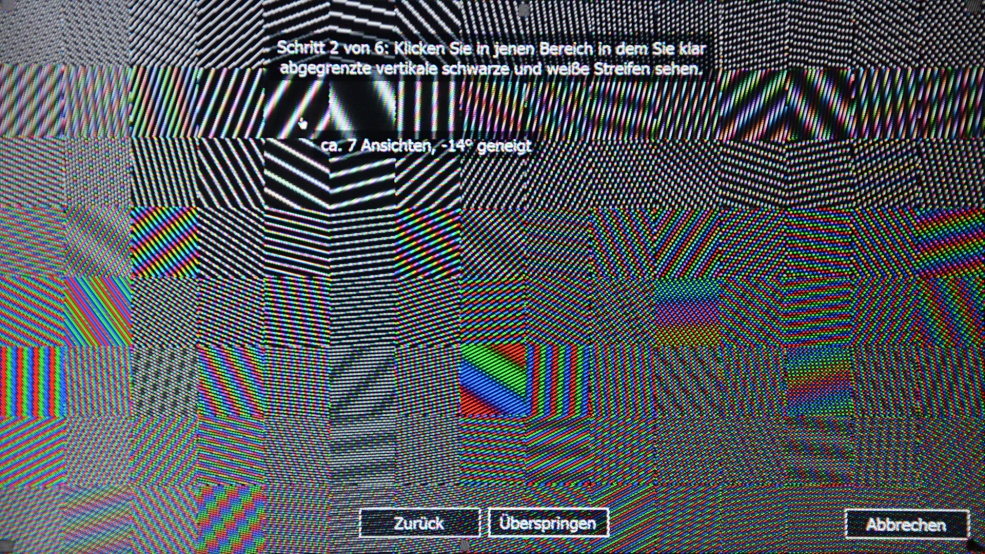 Schritt 2 von 6: Klicken Sie in jenen Bereich in dem Sie klar
abgegrenzte vertikale schwarze und weiße Streifen sehen.
ca. 7 Ansichten, -14° geneigt
Zurück
Überspringen
Abbrechen